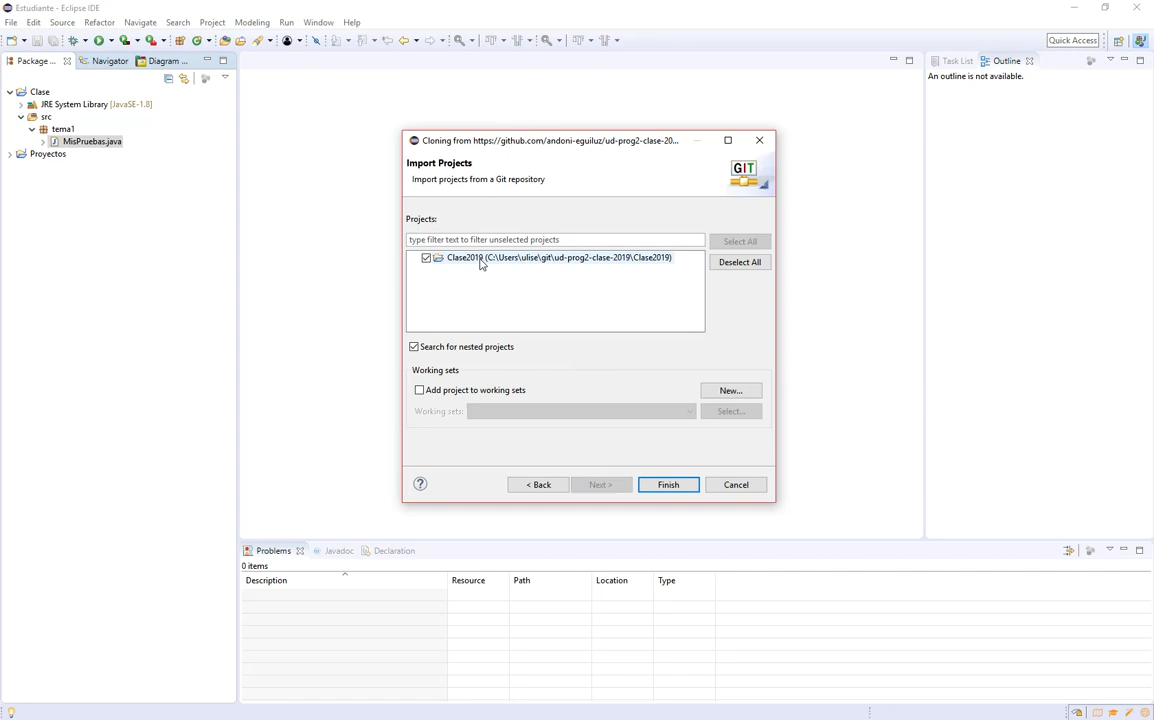 Estudiante - Eclipse IDE
File Edit Source Refactor Navigate Search Project Modeling Run Window Help
Quick Access
Package ... Navigator Diagram ...
Task List Outline
An outline is not available.
Clase
JRE System Library [JavaSE-1.8]
src
tema1
MisPruebas.java
Proyectos
Cloning from https://github.com/andoni-eguiluz/ud-prog2-clase-20...
Import Projects
Import projects from a Git repository
GIT
Projects:
type filter text to filter unselected projects
Select All
Clase2019 (C:\Users\ulise\git\ud-prog2-clase-2019\Clase2019)
Deselect All
Search for nested projects
Working sets
Add project to working sets
New...
Working sets:
Select...
< Back
Next >
Finish
Cancel
Problems Javadoc Declaration
0 items
Description Resource Path Location Type